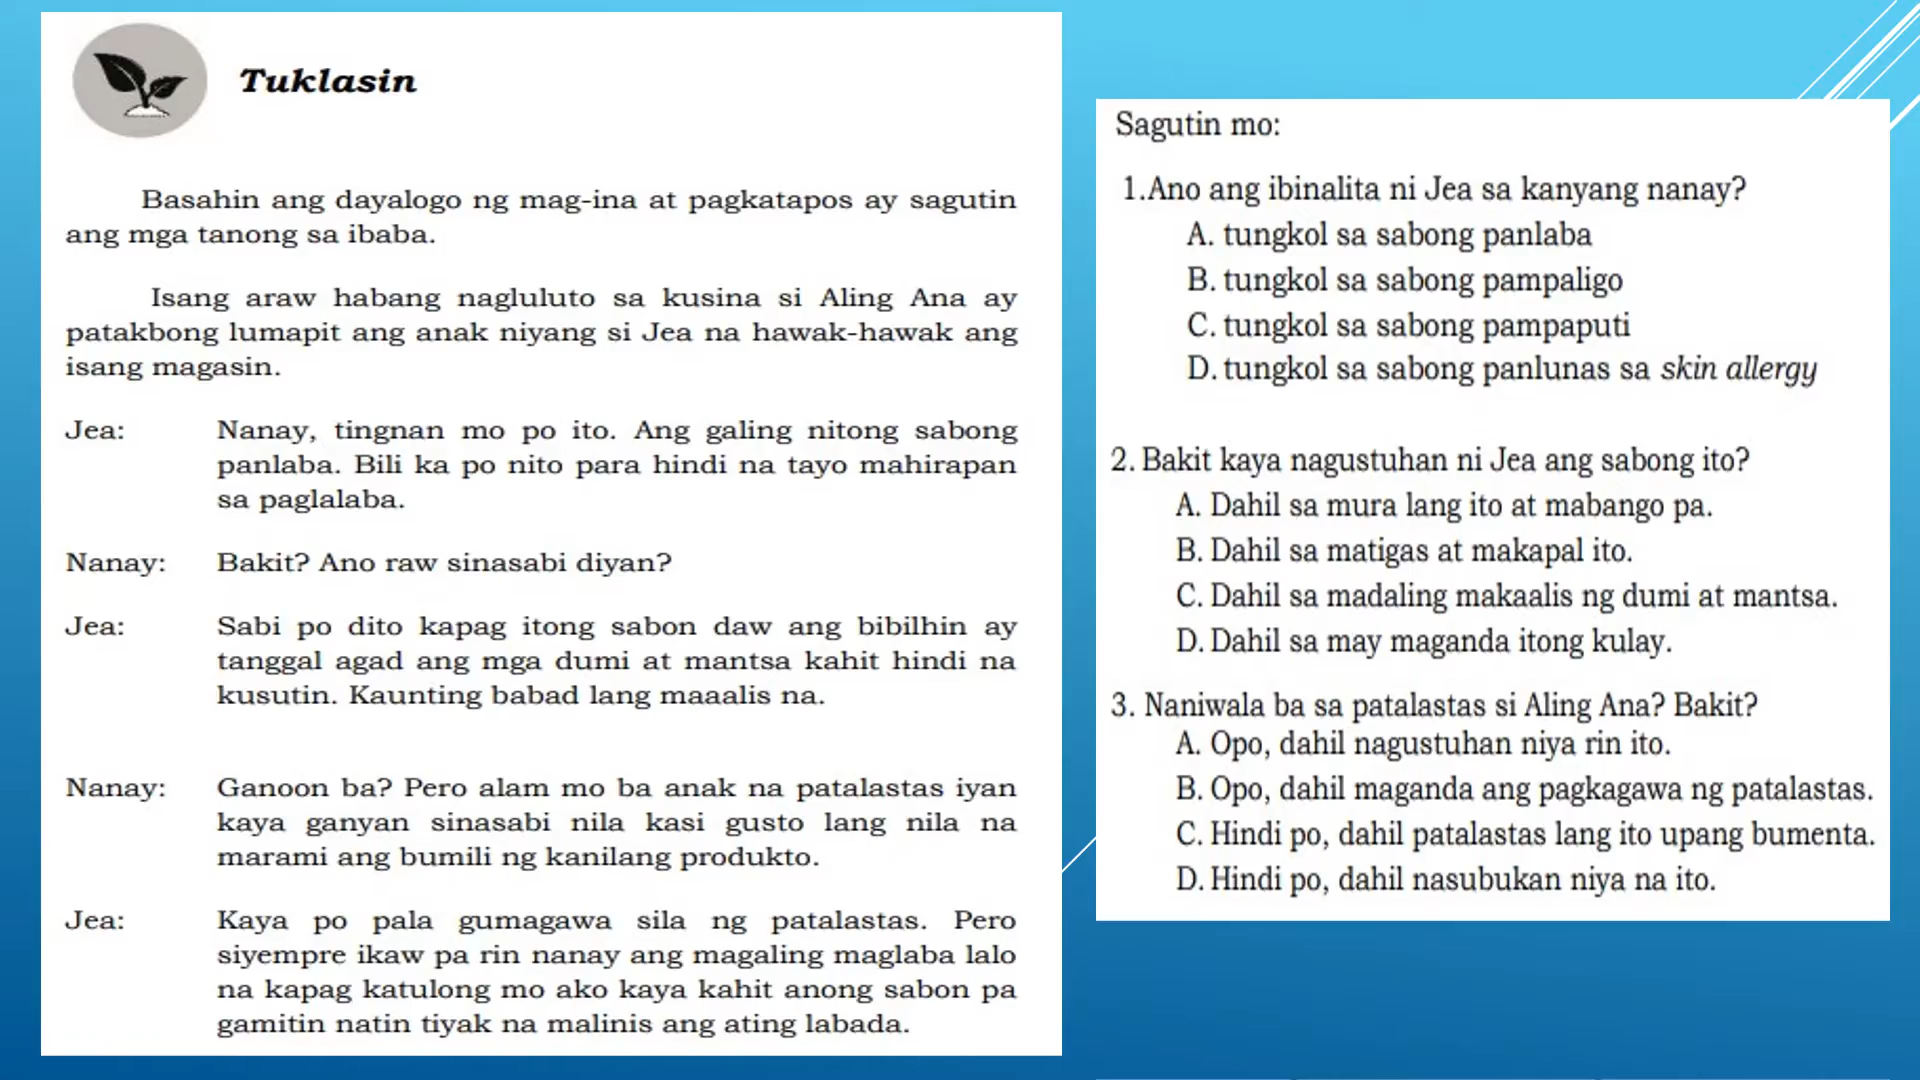 Tuklasin
Basahin ang dayalogo ng mag-ina at pagkatapos ay sagutin
ang mga tanong sa ibaba.
Isang araw habang nagluluto sa kusina si Aling Ana ay
patakbong lumapit ang anak niyang si Jea na hawak-hawak ang
isang magasin.
Jea: Nanay, tingnan mo po ito. Ang galing nitong sabong
panlaba. Bili ka po nito para hindi na tayo mahirapan
sa paglalaba.
Nanay: Bakit? Ano raw sinasabi diyan?
Jea: Sabi po dito kapag itong sabon daw ang bibilhin ay
tanggal agad ang mga dumi at mantsa kahit hindi na
kusutin. Kaunting babad lang maaalis na.
Nanay: Ganoon ba? Pero alam mo ba anak na patalastas iyan
kaya ganyan sinasabi nila kasi gusto lang nila na
marami ang bumili ng kanilang produkto.
Jea: Kaya po pala gumagawa sila ng patalastas. Pero
siyempre ikaw pa rin nanay ang magaling maglaba lalo
na kapag katulong mo ako kaya kahit anong sabon pa
gamitin natin tiyak na malinis ang ating labada.
Sagutin mo:
1.Ano ang ibinalita ni Jea sa kanyang nanay?
A. tungkol sa sabong panlaba
B. tungkol sa sabong pampaligo
C. tungkol sa sabong pampaputi
D. tungkol sa sabong panlunas sa skin allergy
2. Bakit kaya nagustuhan ni Jea ang sabong ito?
A. Dahil sa mura lang ito at mabango pa.
B. Dahil sa matigas at makapal ito.
C. Dahil sa madaling makaalis ng dumi at mantsa.
D. Dahil sa may maganda itong kulay.
3. Naniwala ba sa patalastas si Aling Ana? Bakit?
A. Opo, dahil nagustuhan niya rin ito.
B. Opo, dahil maganda ang pagkagawa ng patalastas.
C. Hindi po, dahil patalastas lang ito upang bumenta.
D. Hindi po, dahil nasubukan niya na ito.